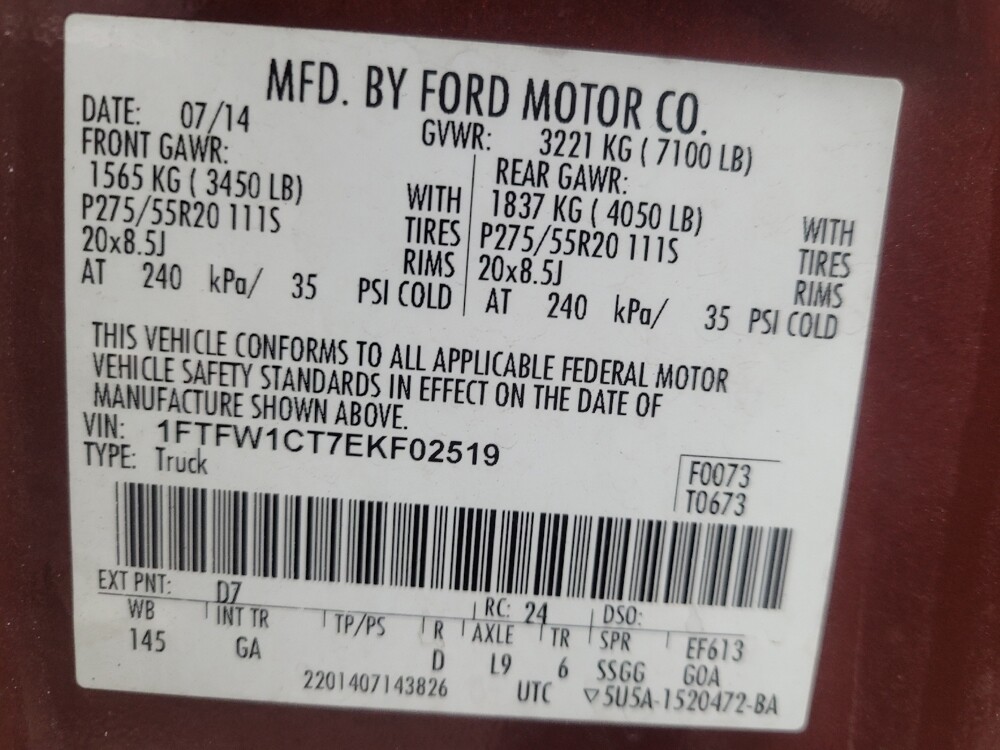 MFD. BY FORD MOTOR CO.
DATE: 07/14 GVWR: 3221 KG ( 7100 LB)
FRONT GAWR: REAR GAWR:
1565 KG ( 3450 LB) WITH 1837 KG ( 4050 LB) WITH
P275/55R20 111S TIRES P275/55R20 111S TIRES
20x8.5J RIMS 20x8.5J RIMS
AT 240 kPa/ 35 PSI COLD AT 240 kPa/ 35 PSI COLD
THIS VEHICLE CONFORMS TO ALL APPLICABLE FEDERAL MOTOR
VEHICLE SAFETY STANDARDS IN EFFECT ON THE DATE OF
MANUFACTURE SHOWN ABOVE.
VIN: 1FTFW1CT7EKF02519
TYPE: Truck
F0073
T0673
EXT PNT: D7 RC: 24 DSO:
WB INT TR TP/PS R AXLE TR SPR EF613
145 GA D L9 6 SSGG GOA
2201407143826 UTC ▽5U5A-1520472-BA